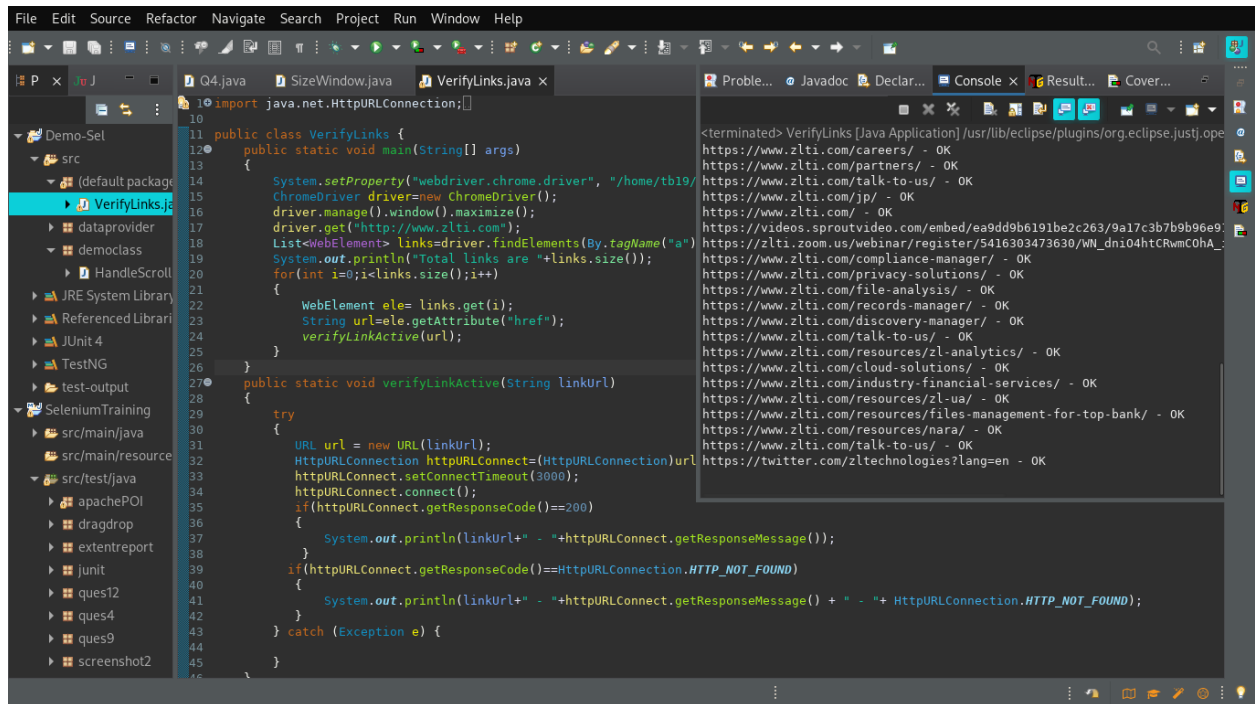 File Edit Source Refactor Navigate Search Project Run Window Help
P J
Q4.java SizeWindow.java VerifyLinks.java
Proble... Javadoc Declar... Console Result... Cover...
Demo-Sel
src
(default package
VerifyLinks.ja
dataprovider
democlass
HandleScroll
JRE System Library
Referenced Librari
JUnit 4
TestNG
test-output
SeleniumTraining
src/main/java
src/main/resource
src/test/java
apachePOI
dragdrop
extentreport
junit
ques12
ques4
ques9
screenshot2
1 import java.net.HttpURLConnection;
10
11 public class VerifyLinks {
12 public static void main(String[] args)
13 {
14 System.setProperty("webdriver.chrome.driver", "/home/tb19/
15 ChromeDriver driver=new ChromeDriver();
16 driver.manage().window().maximize();
17 driver.get("http://www.zlti.com");
18 List<WebElement> links=driver.findElements(By.tagName("a")
19 System.out.println("Total links are "+links.size());
20 for(int i=0;i<links.size();i++)
21 {
22 WebElement ele= links.get(i);
23 String url=ele.getAttribute("href");
24 verifyLinkActive(url);
25 }
26 }
27 public static void verifyLinkActive(String linkUrl)
28 {
29 try
30 {
31 URL url = new URL(linkUrl);
32 HttpURLConnection httpURLConnect=(HttpURLConnection)url
33 httpURLConnect.setConnectTimeout(3000);
34 httpURLConnect.connect();
35 if(httpURLConnect.getResponseCode()==200)
36 {
37 System.out.println(linkUrl+" - "+httpURLConnect.getResponseMessage());
38 }
39 if(httpURLConnect.getResponseCode()==HttpURLConnection.HTTP_NOT_FOUND)
40 {
41 System.out.println(linkUrl+" - "+httpURLConnect.getResponseMessage() + " - "+ HttpURLConnection.HTTP_NOT_FOUND);
42 }
43 } catch (Exception e) {
44
45 }
46 }
<terminated> VerifyLinks [Java Application] /usr/lib/eclipse/plugins/org.eclipse.justj.ope
https://www.zlti.com/careers/ - OK
https://www.zlti.com/partners/ - OK
https://www.zlti.com/talk-to-us/ - OK
https://www.zlti.com/jp/ - OK
https://www.zlti.com/ - OK
https://videos.sproutvideo.com/embed/ea9dd9b6191be2c263/9a17c3b7b9b96e9
https://zlti.zoom.us/webinar/register/5416303473630/WN_dniO4htCRwmCOhA_
https://www.zlti.com/compliance-manager/ - OK
https://www.zlti.com/privacy-solutions/ - OK
https://www.zlti.com/file-analysis/ - OK
https://www.zlti.com/records-manager/ - OK
https://www.zlti.com/discovery-manager/ - OK
https://www.zlti.com/talk-to-us/ - OK
https://www.zlti.com/resources/zl-analytics/ - OK
https://www.zlti.com/cloud-solutions/ - OK
https://www.zlti.com/industry-financial-services/ - OK
https://www.zlti.com/resources/zl-ua/ - OK
https://www.zlti.com/resources/files-management-for-top-bank/ - OK
https://www.zlti.com/resources/nara/ - OK
https://www.zlti.com/talk-to-us/ - OK
https://twitter.com/zltechnologies?lang=en - OK